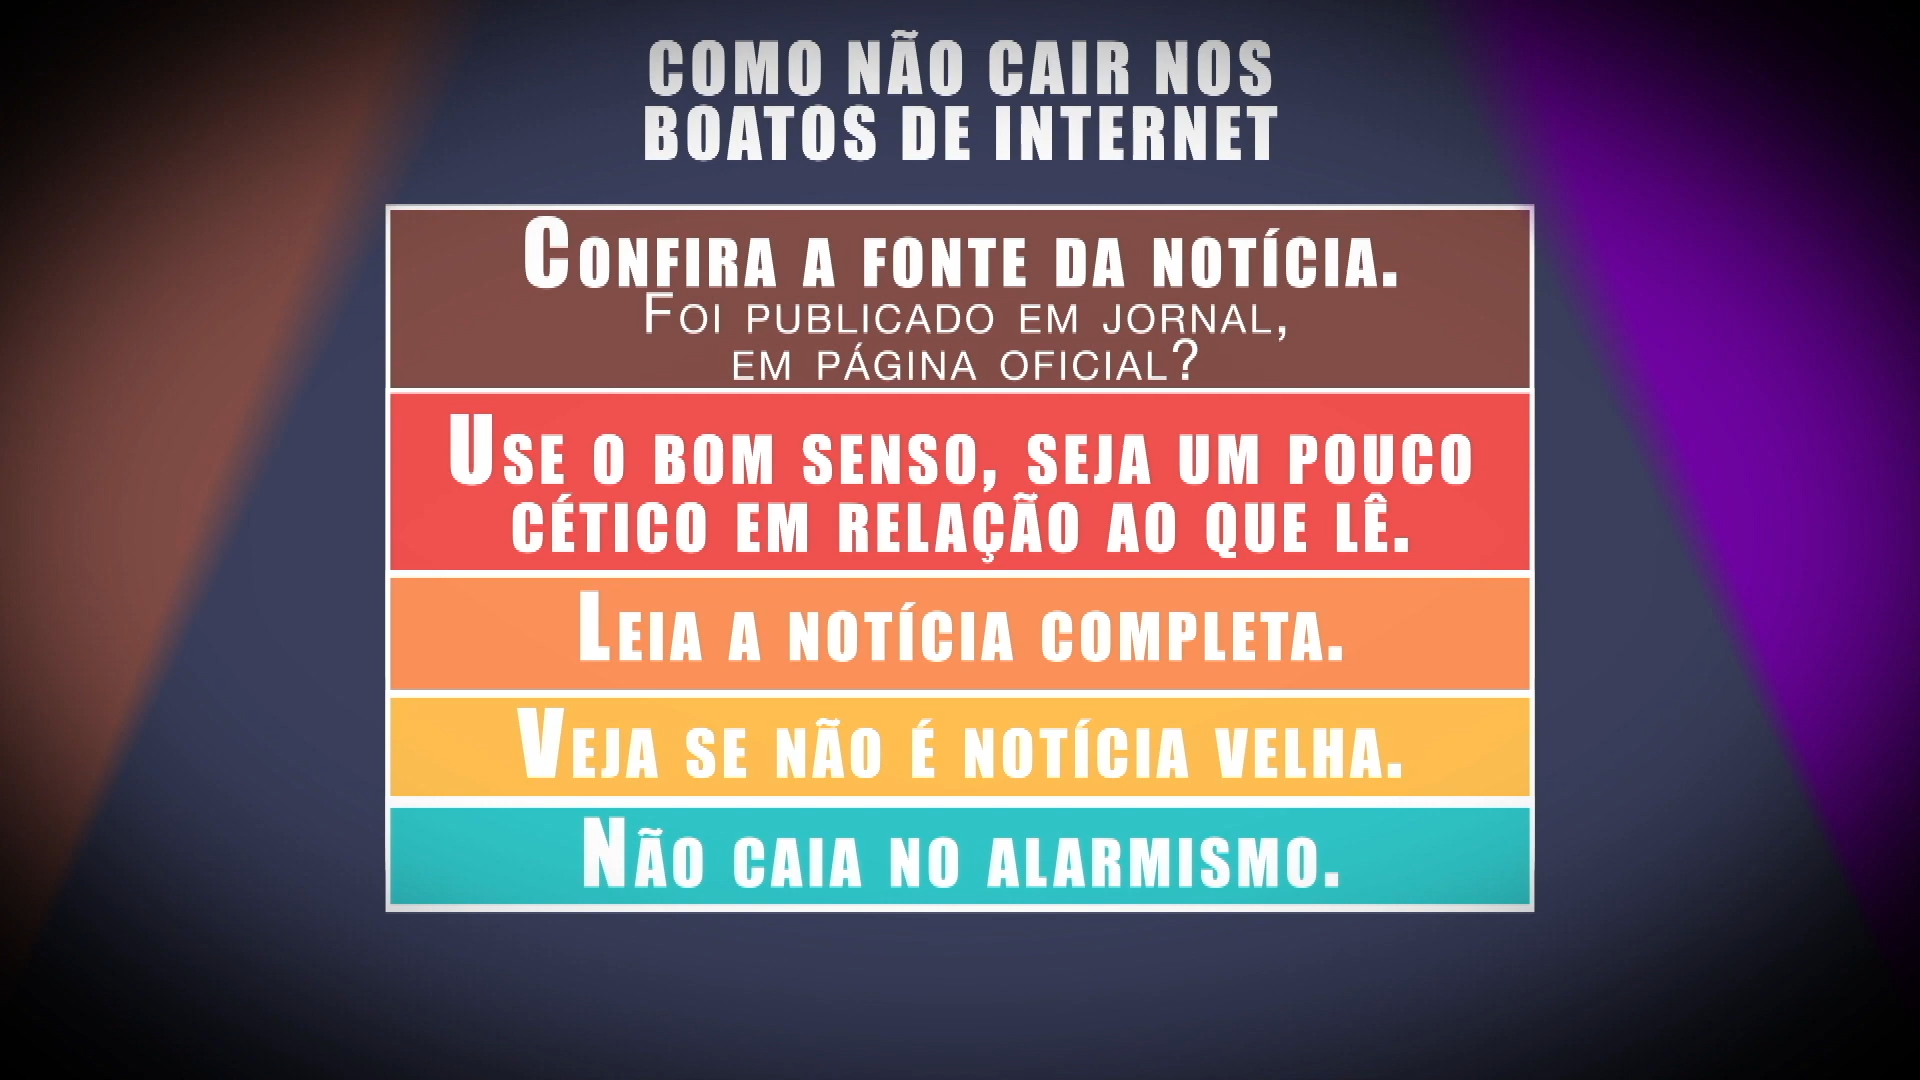 COMO NÃO CAIR NOS
BOATOS DE INTERNET
CONFIRA A FONTE DA NOTÍCIA.
FOI PUBLICADO EM JORNAL,
EM PÁGINA OFICIAL?
USE O BOM SENSO, SEJA UM POUCO
CÉTICO EM RELAÇÃO AO QUE LÊ.
LEIA A NOTÍCIA COMPLETA.
VEJA SE NÃO É NOTÍCIA VELHA.
NÃO CAIA NO ALARMISMO.